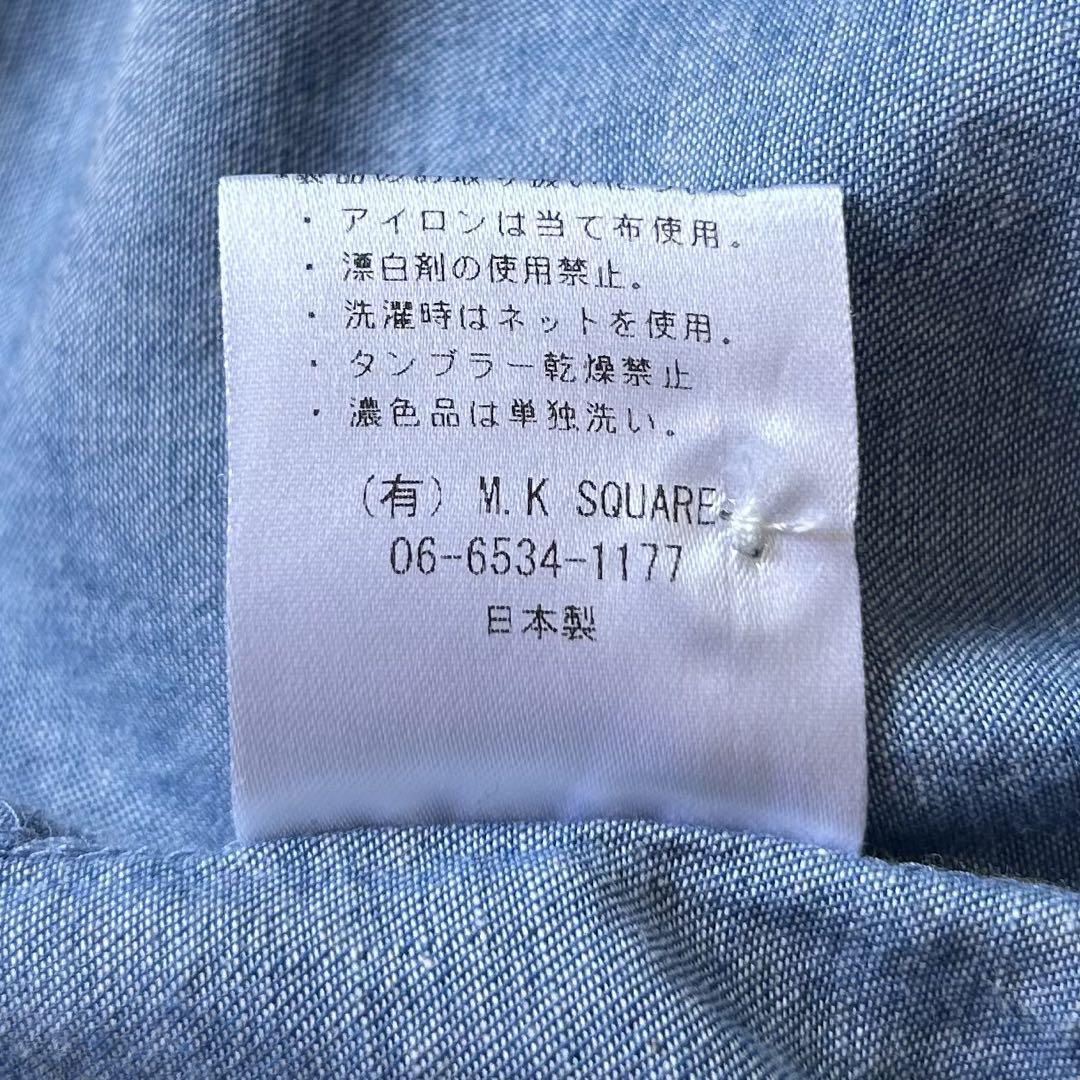 ・アイロンは当て布使用。
・漂白剤の使用禁止。
・洗濯時はネットを使用。
・タンブラー乾燥禁止
・濃色品は単独洗い。
(有) M.K SQUARE
06-6534-1177
日本製